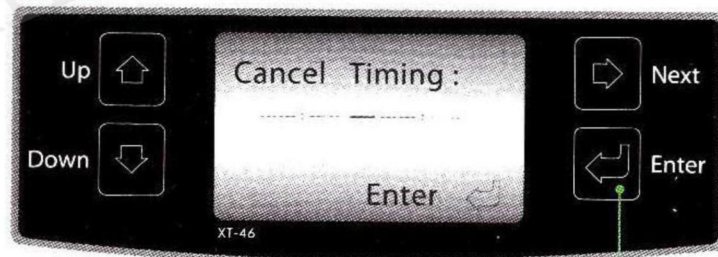 Up
Cancel Timing :
--:-- — --:--
Next
Down
Enter
Enter
XT-46